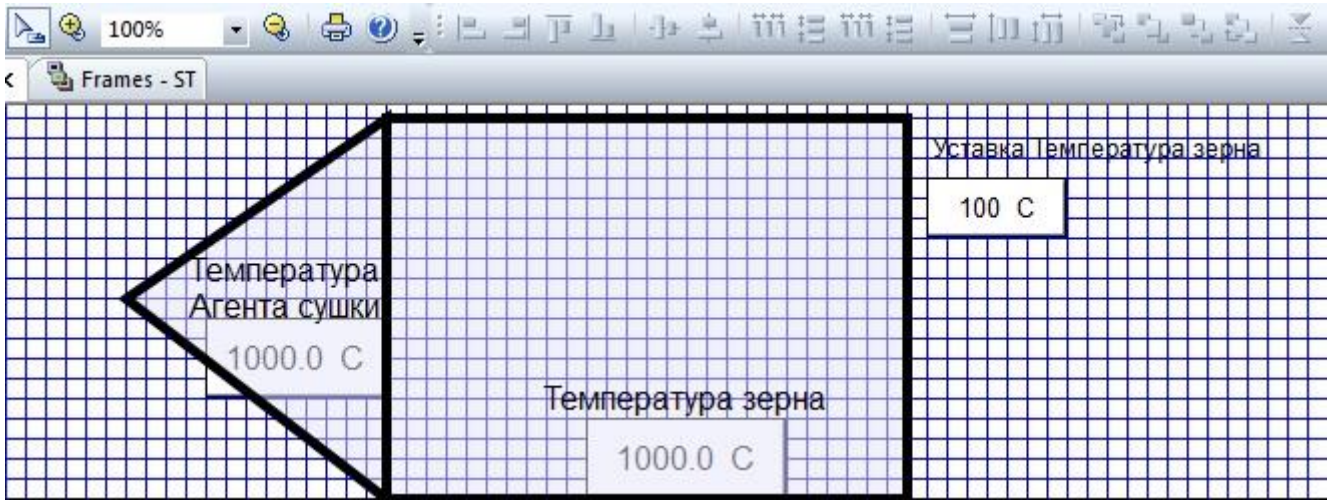 100%
Frames - ST
Уставка Температура зерна
100 C
Температура
Агента сушки
1000.0 C
Температура зерна
1000.0 C